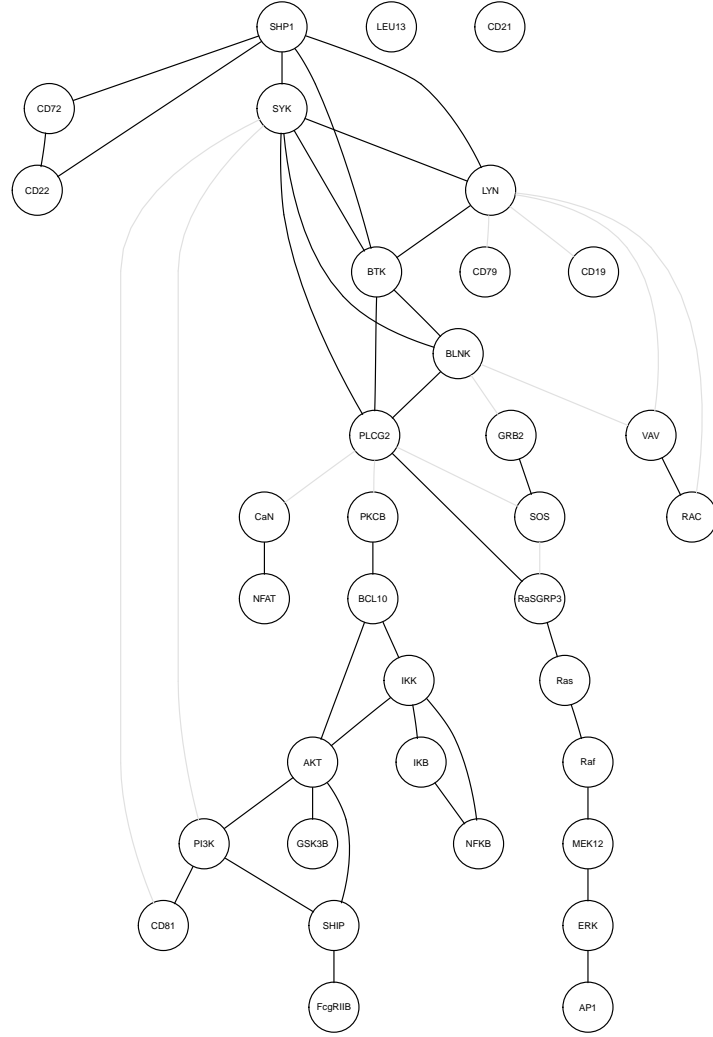 SHP1
LEU13
CD21
CD72
SYK
CD22
LYN
BTK
CD79
CD19
BLNK
PLCG2
GRB2
VAV
CaN
PKCB
SOS
RAC
NFAT
BCL10
RaSGRP3
IKK
Ras
AKT
IKB
Raf
PI3K
GSK3B
NFKB
MEK12
CD81
SHIP
ERK
FcgRIIB
AP1